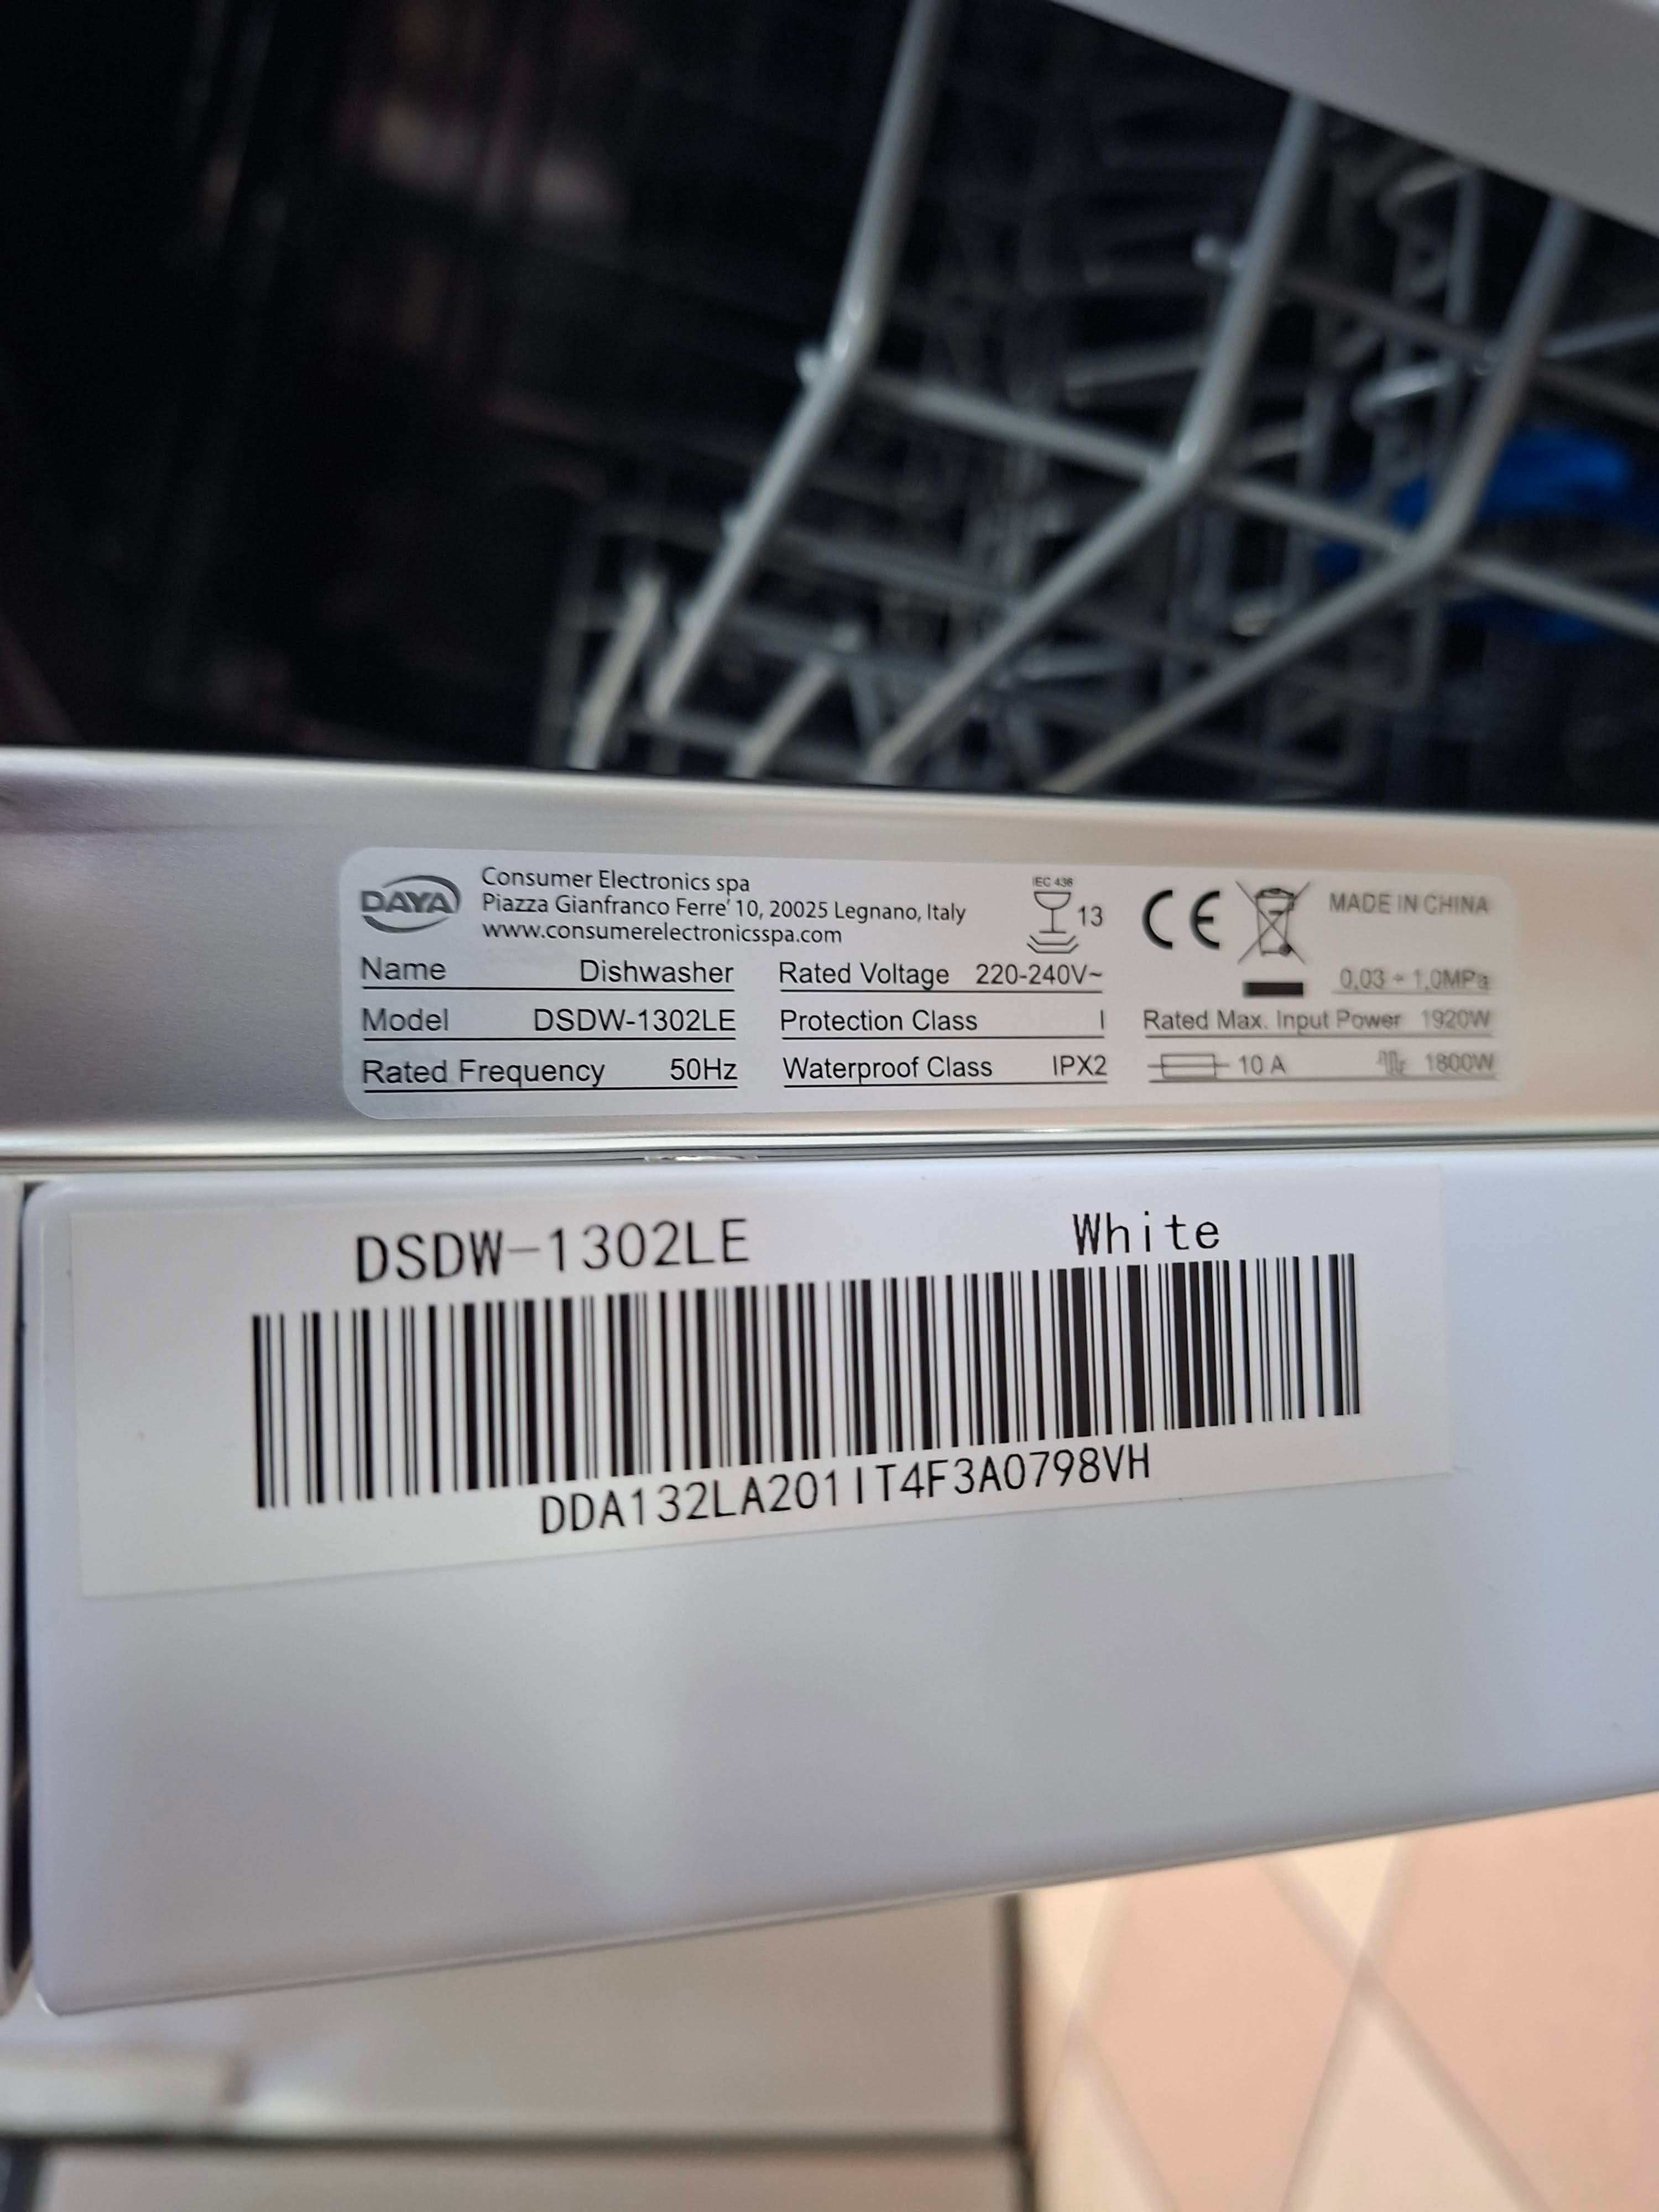 DAYA
Consumer Electronics spa
Piazza Gianfranco Ferre' 10, 20025 Legnano, Italy
www.consumerelectronicsspa.com
IEC 436
13
CE
MADE IN CHINA
Name Dishwasher
Rated Voltage 220-240V~
0,03 ÷ 1,0MPa
Model DSDW-1302LE
Protection Class I
Rated Max. Input Power 1920W
Rated Frequency 50Hz
Waterproof Class IPX2
10 A
1800W
DSDW-1302LE White
DDA132LA201IT4F3A0798VH